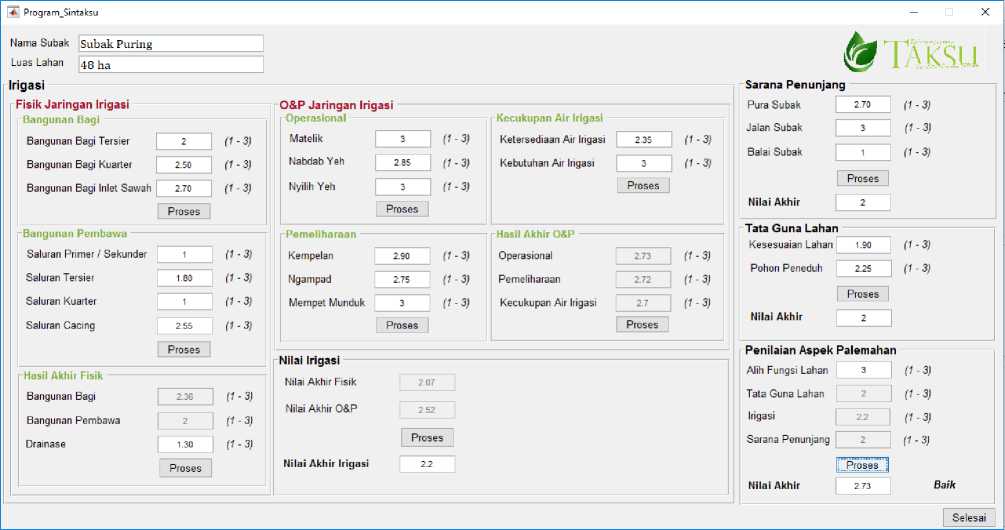 Program_Sintaksu
Nama Subak Subak Puring
Luas Lahan 48 ha
TAKSU
Irigasi
Fisik Jaringan Irigasi
Bangunan Bagi
Bangunan Bagi Tersier 2 (1 - 3)
Bangunan Bagi Kuarter 2.50 (1 - 3)
Bangunan Bagi Inlet Sawah 2.70 (1 - 3)
Proses
Bangunan Pembawa
Saluran Primer / Sekunder 1 (1 - 3)
Saluran Tersier 1.80 (1 - 3)
Saluran Kuarter 1 (1 - 3)
Saluran Cacing 2.55 (1 - 3)
Proses
Hasil Akhir Fisik
Bangunan Bagi 2.36 (1 - 3)
Bangunan Pembawa 2 (1 - 3)
Drainase 1.30 (1 - 3)
Proses
O&P Jaringan Irigasi
Operasional
Matelik 3 (1 - 3)
Nabdab Yeh 2.85 (1 - 3)
Nyilih Yeh 3 (1 - 3)
Proses
Kecukupan Air Irigasi
Ketersediaan Air Irigasi 2.35 (1 - 3)
Kebutuhan Air Irigasi 3 (1 - 3)
Proses
Pemeliharaan
Kempelan 2.90 (1 - 3)
Ngampad 2.75 (1 - 3)
Mempet Munduk 3 (1 - 3)
Proses
Hasil Akhir O&P
Operasional 2.73 (1 - 3)
Pemeliharaan 2.72 (1 - 3)
Kecukupan Air Irigasi 2.7 (1 - 3)
Proses
Nilai Irigasi
Nilai Akhir Fisik 2.07
Nilai Akhir O&P 2.52
Proses
Nilai Akhir Irigasi 2.2
Sarana Penunjang
Pura Subak 2.70 (1 - 3)
Jalan Subak 3 (1 - 3)
Balai Subak 1 (1 - 3)
Proses
Nilai Akhir 2
Tata Guna Lahan
Kesesuaian Lahan 1.90 (1 - 3)
Pohon Peneduh 2.25 (1 - 3)
Proses
Nilai Akhir 2
Penilaian Aspek Palemahan
Alih Fungsi Lahan 3 (1 - 3)
Tata Guna Lahan 2 (1 - 3)
Irigasi 2.2 (1 - 3)
Sarana Penunjang 2 (1 - 3)
Proses
Nilai Akhir 2.73 Baik
Selesai